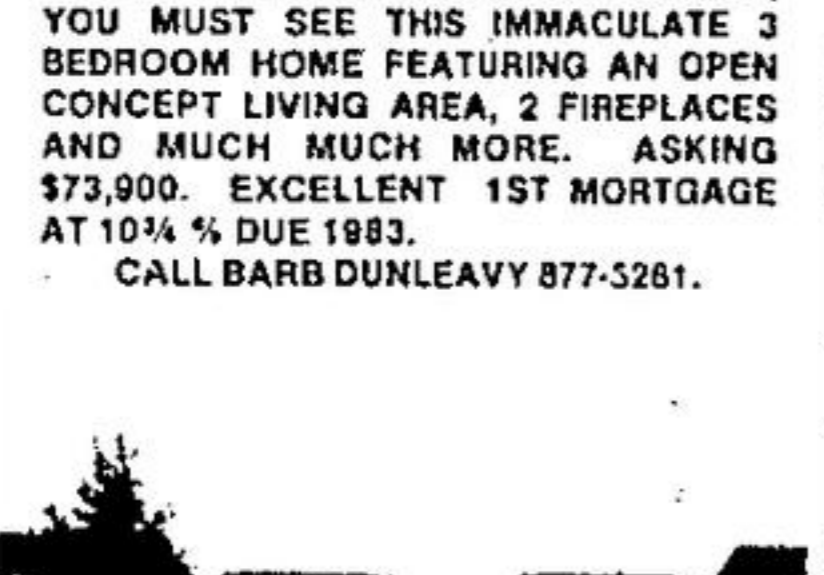 YOU MUST SEE THIS IMMACULATE 3
BEDROOM HOME FEATURING AN OPEN
CONCEPT LIVING AREA, 2 FIREPLACES
AND MUCH MUCH MORE. ASKING
$73,900. EXCELLENT 1ST MORTGAGE
AT 10¾ % DUE 1983.
CALL BARB DUNLEAVY 877-5261.